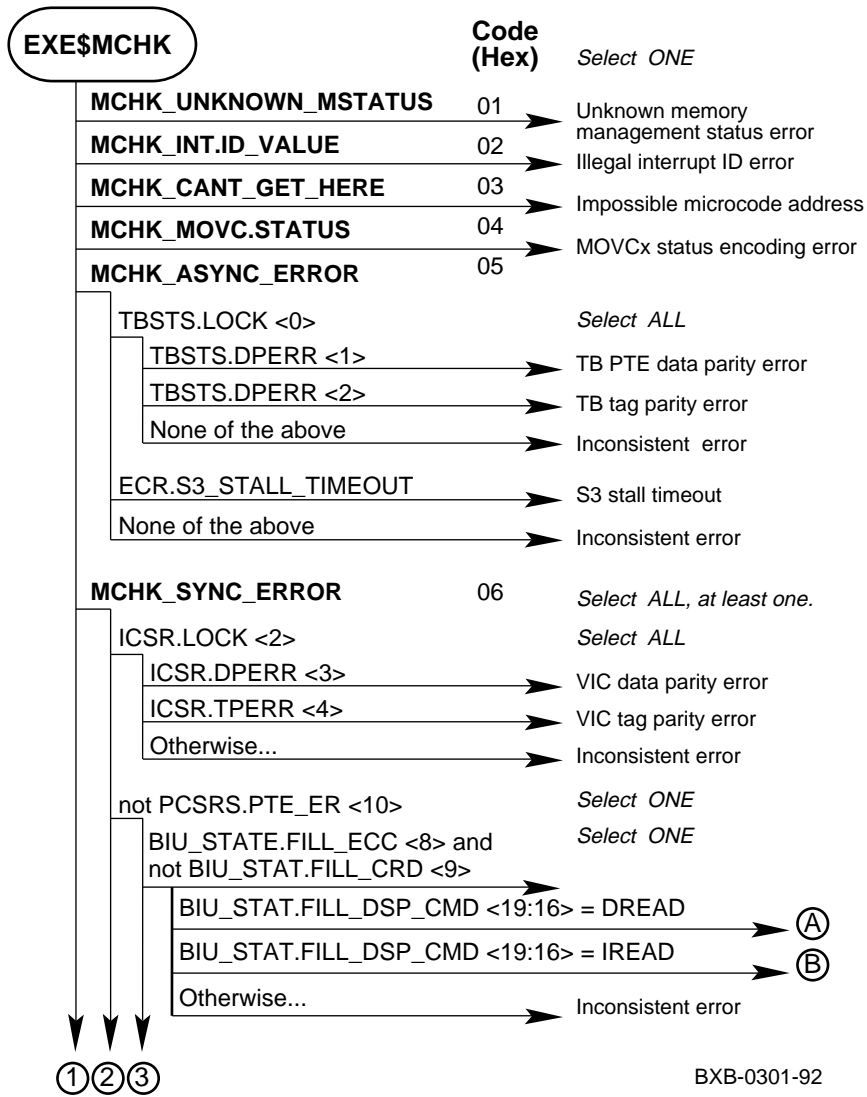 EXE$MCHK
Code
(Hex)
Select ONE
MCHK_UNKNOWN_MSTATUS 01
Unknown memory
management status error
MCHK_INT.ID_VALUE 02
Illegal interrupt ID error
MCHK_CANT_GET_HERE 03
Impossible microcode address
MCHK_MOVC.STATUS 04
MOVCx status encoding error
MCHK_ASYNC_ERROR 05
TBSTS.LOCK <0> Select ALL
TBSTS.DPERR <1> TB PTE data parity error
TBSTS.DPERR <2> TB tag parity error
None of the above Inconsistent error
ECR.S3_STALL_TIMEOUT S3 stall timeout
None of the above Inconsistent error
MCHK_SYNC_ERROR 06 Select ALL, at least one.
ICSR.LOCK <2> Select ALL
ICSR.DPERR <3> VIC data parity error
ICSR.TPERR <4> VIC tag parity error
Otherwise... Inconsistent error
not PCSRS.PTE_ER <10> Select ONE
BIU_STATE.FILL_ECC <8> and Select ONE
not BIU_STAT.FILL_CRD <9>
BIU_STAT.FILL_DSP_CMD <19:16> = DREAD A
BIU_STAT.FILL_DSP_CMD <19:16> = IREAD B
Otherwise... Inconsistent error
1 2 3
BXB-0301-92